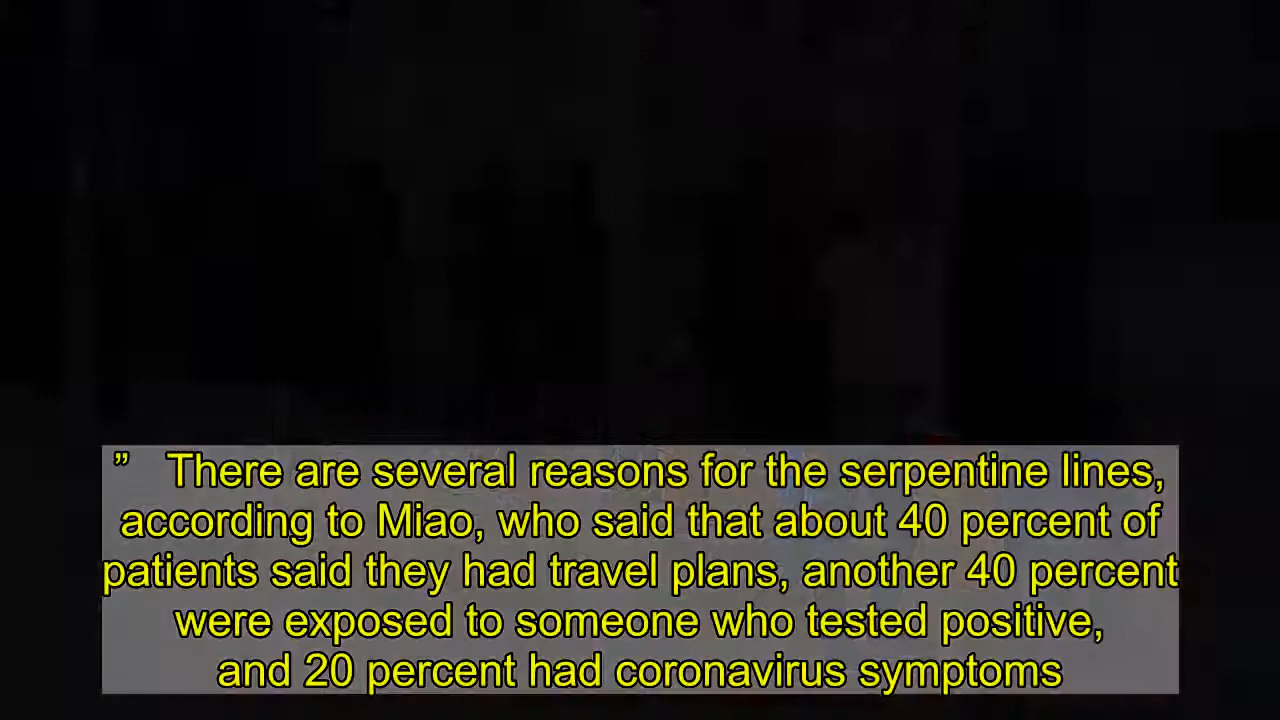 ” There are several reasons for the serpentine lines,
according to Miao, who said that about 40 percent of
patients said they had travel plans, another 40 percent
were exposed to someone who tested positive,
and 20 percent had coronavirus symptoms